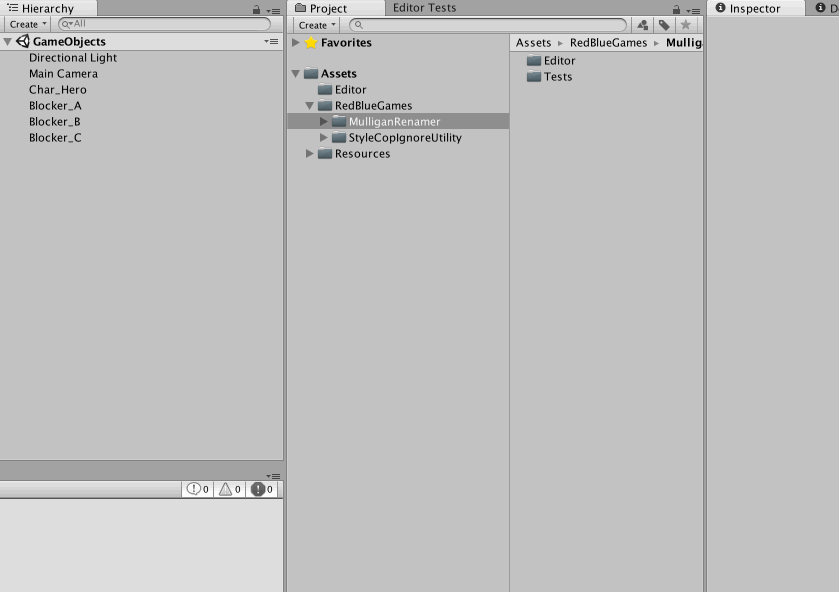 Hierarchy
Create
All
GameObjects
Directional Light
Main Camera
Char_Hero
Blocker_A
Blocker_B
Blocker_C
0
0
0
Project
Editor Tests
Create
Favorites
Assets
Editor
RedBlueGames
MulliganRenamer
StyleCopIgnoreUtility
Resources
Assets RedBlueGames Mullig
Editor
Tests
Inspector
D